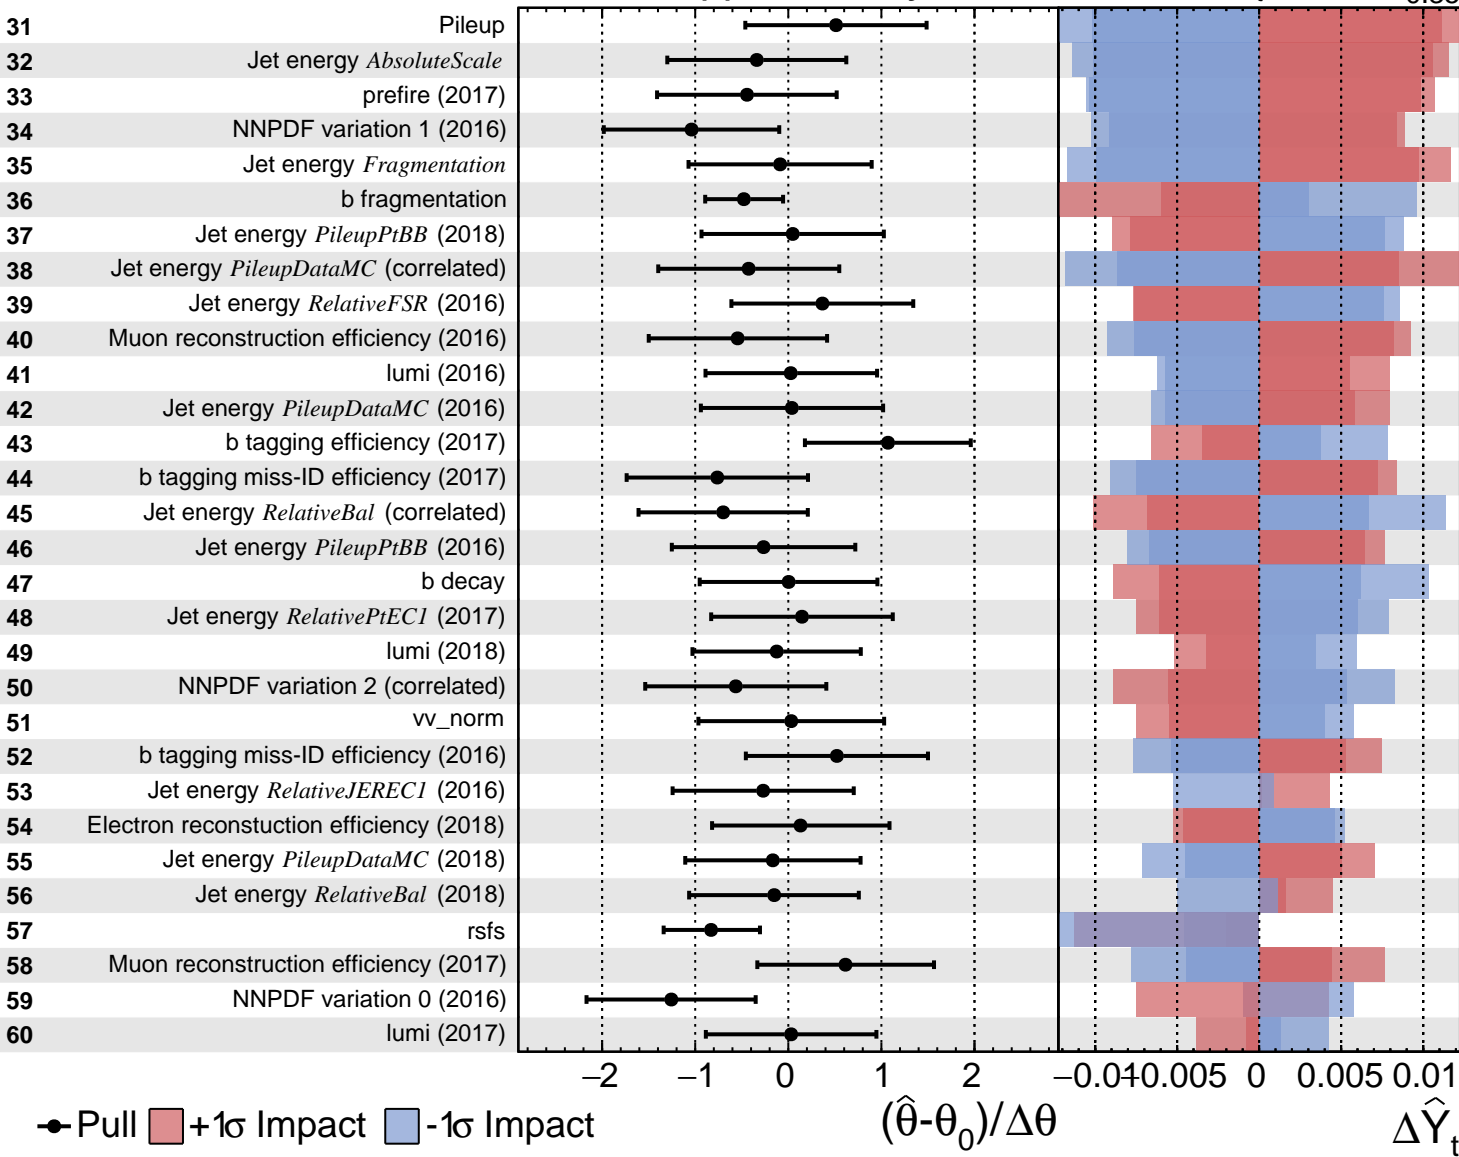 31 Pileup
32 Jet energy AbsoluteScale
33 prefire (2017)
34 NNPDF variation 1 (2016)
35 Jet energy Fragmentation
36 b fragmentation
37 Jet energy PileupPtBB (2018)
38 Jet energy PileupDataMC (correlated)
39 Jet energy RelativeFSR (2016)
40 Muon reconstruction efficiency (2016)
41 lumi (2016)
42 Jet energy PileupDataMC (2016)
43 b tagging efficiency (2017)
44 b tagging miss-ID efficiency (2017)
45 Jet energy RelativeBal (correlated)
46 Jet energy PileupPtBB (2016)
47 b decay
48 Jet energy RelativePtEC1 (2017)
49 lumi (2018)
50 NNPDF variation 2 (correlated)
51 vv_norm
52 b tagging miss-ID efficiency (2016)
53 Jet energy RelativeJEREC1 (2016)
54 Electron reconstuction efficiency (2018)
55 Jet energy PileupDataMC (2018)
56 Jet energy RelativeBal (2018)
57 rsfs
58 Muon reconstruction efficiency (2017)
59 NNPDF variation 0 (2016)
60 lumi (2017)
−2 −1 0 1 2 −0.01 −0.005 0 0.005 0.01
Pull +1σ Impact -1σ Impact (θ̂-θ₀)/Δθ ΔŶₜ